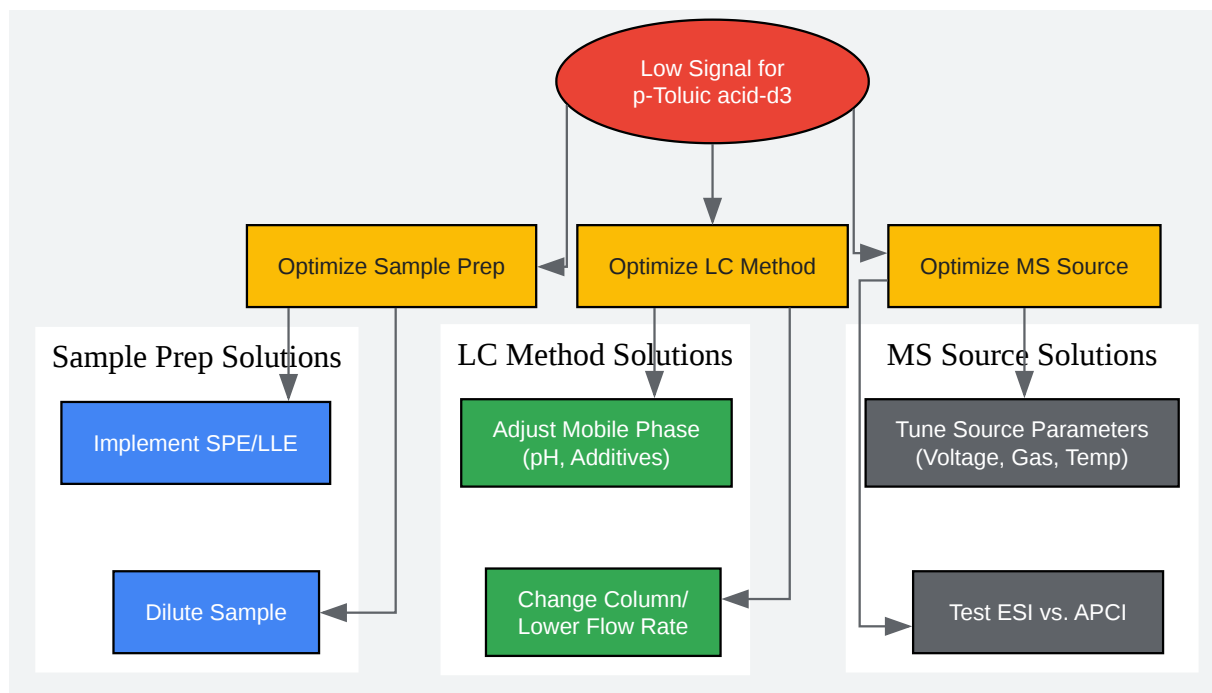 Low Signal for
p-Toluic acid-d3
Optimize Sample Prep
Optimize LC Method
Optimize MS Source
Sample Prep Solutions
LC Method Solutions
MS Source Solutions
Implement SPE/LLE
Adjust Mobile Phase
(pH, Additives)
Tune Source Parameters
(Voltage, Gas, Temp)
Dilute Sample
Change Column/
Lower Flow Rate
Test ESI vs. APCI